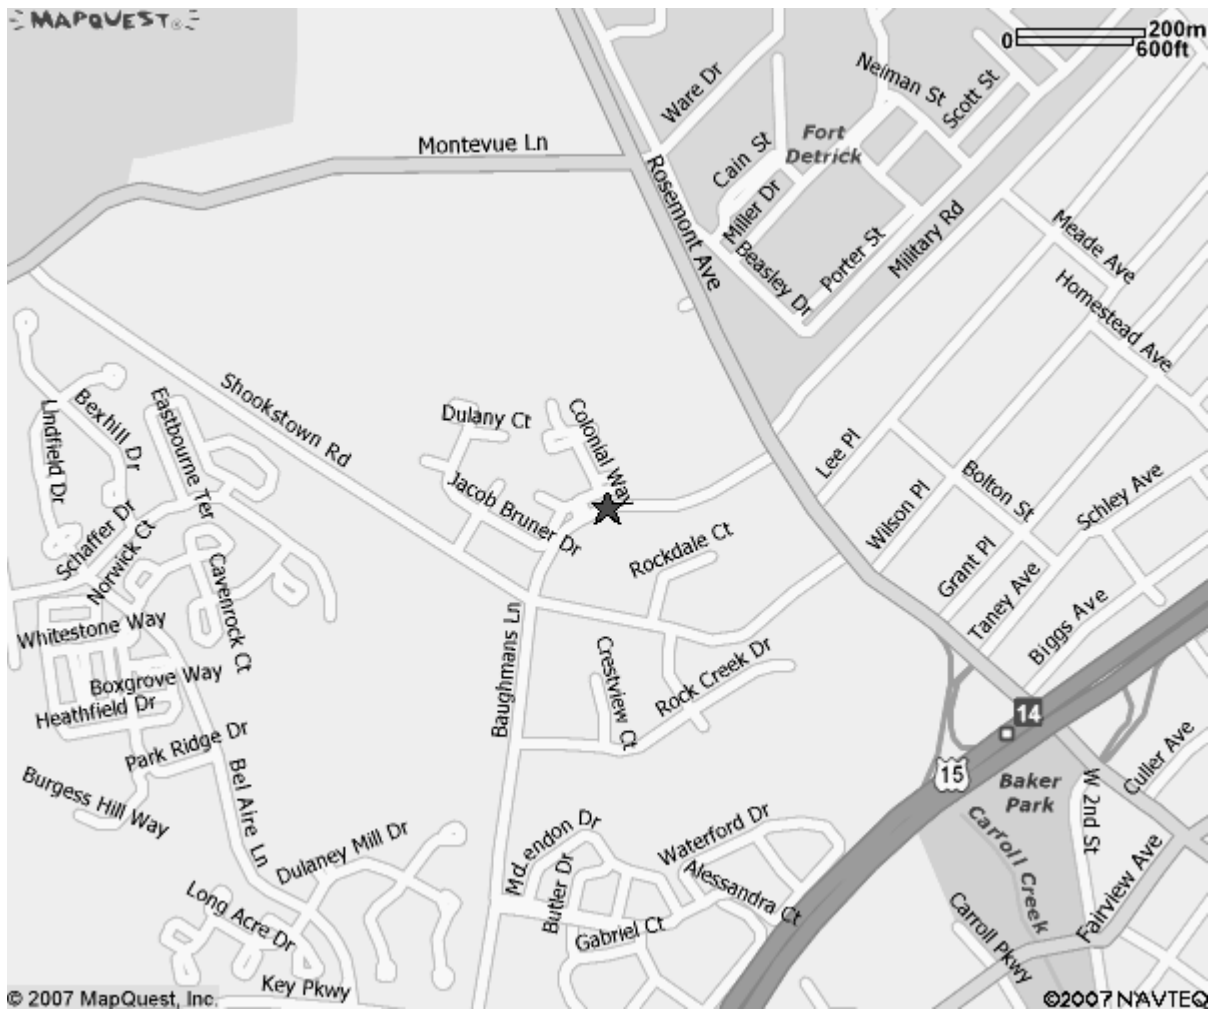 MAPQUEST®
0 200m
600ft
Montevue Ln
Ware Dr
Neiman St
Scott St
Fort
Detrick
Cain St
Miller Dr
Beasley Dr
Porter St
Military Rd
Rosemont Ave
Meade Ave
Homestead Ave
Shookstown Rd
Dulany Ct
Colonial Way
Jacob Bruner Dr
Lindfield Dr
Bexhill Dr
Eastbourne Ter
Schaffer Dr
Norwick Ct
Cavenrock Ct
Whitestone Way
Boxgrove Way
Heathfield Dr
Park Ridge Dr
Burgess Hill Way
Bel Aire Ln
Dulaney Mill Dr
Long Acre Dr
Key Pkwy
Baughmans Ln
Rockdale Ct
Crestview Ct
Rock Creek Dr
Lee Pl
Wilson Pl
Bolton St
Schley Ave
Grant Pl
Taney Ave
Biggs Ave
14
15
Baker
Park
Culler Ave
W 2nd St
Carroll Creek
Fairview Ave
Carroll Pkwy
Butler Dr
Waterford Dr
Alessandra Ct
Gabriel Ct
© 2007 MapQuest, Inc.
©2007 NAVTEQ